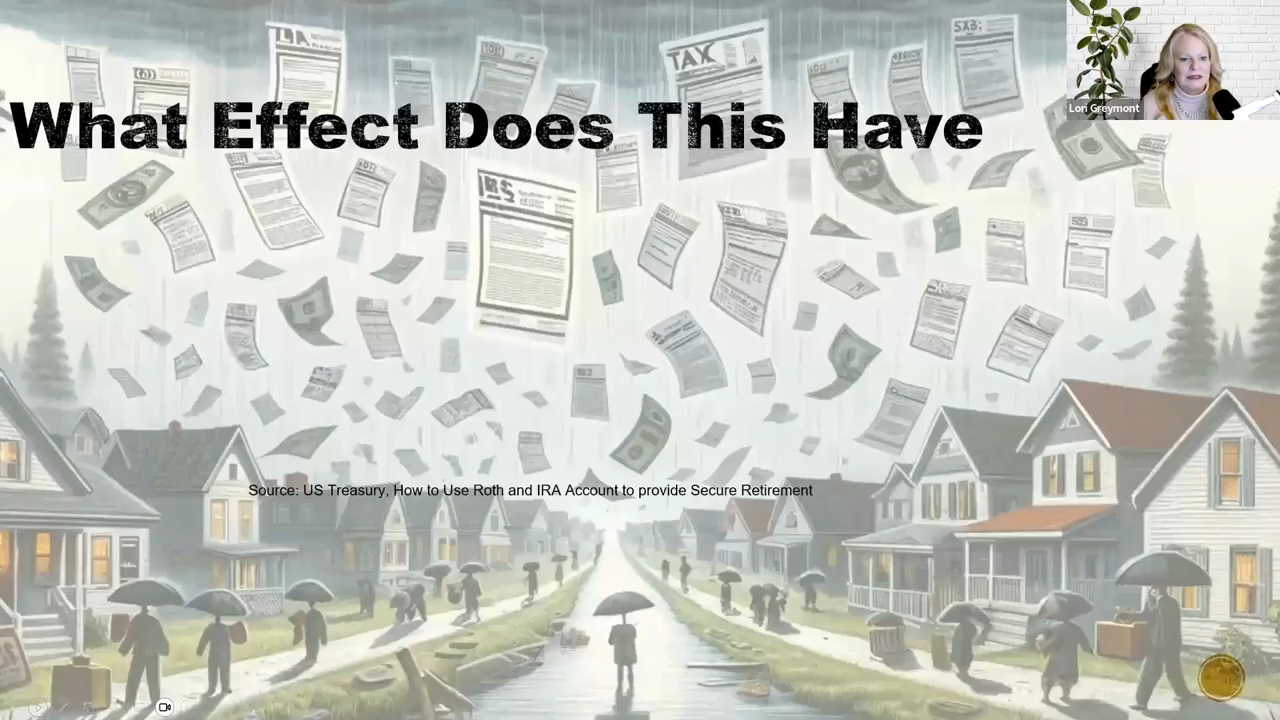 What Effect Does This Have
Lori Greymont
TAX
IRS
Source: US Treasury, How to Use Roth and IRA Account to provide Secure Retirement